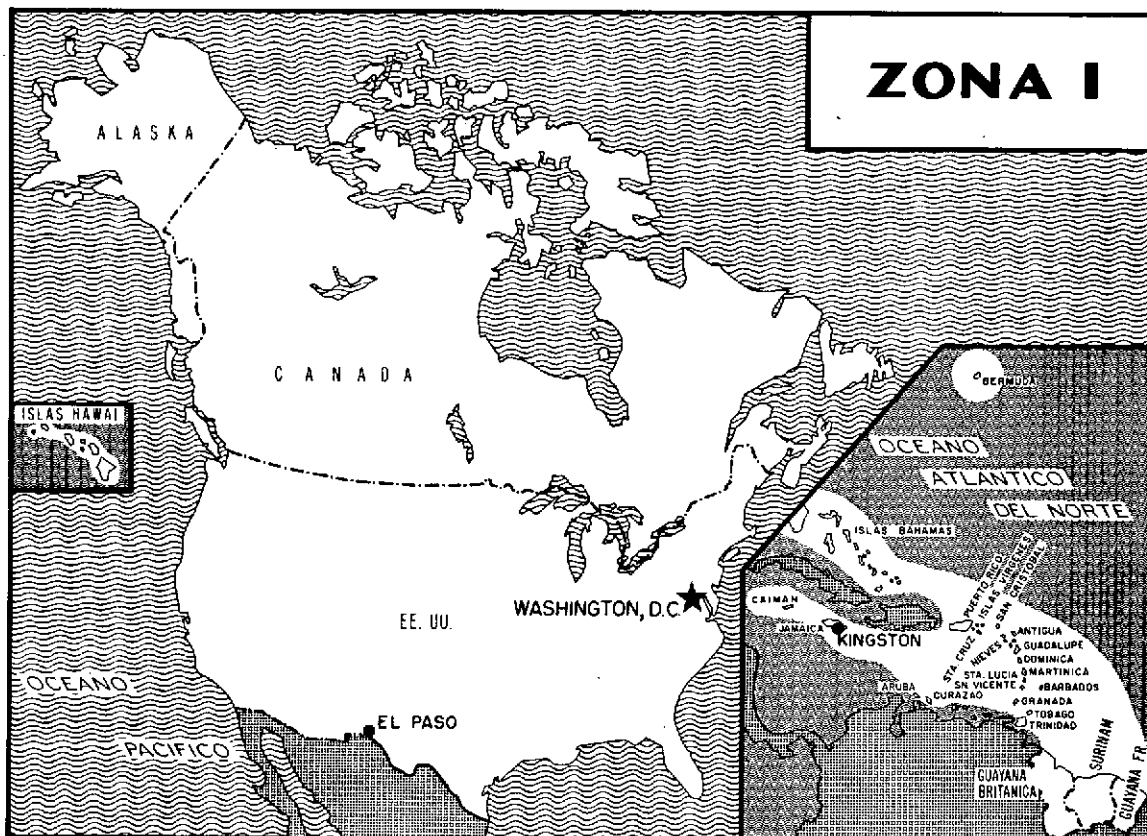 ZONA I
ALASKA
CANADA
ISLAS HAWAI
BERMUDA
OCEANO
ATLANTICO
DEL NORTE
ISLAS BAHAMAS
WASHINGTON, D.C.
EE. UU.
CAIMAN
JAMAICA
KINGSTON
PUERTO RICO
ISLAS VIRGENES
SAN CRISTOBAL
STA. CRUZ
NIEVES
ANTIGUA
GUADALUPE
DOMINICA
STA. LUCIA
MARTINICA
SN. VICENTE
BARBADOS
ARUBA
CURAZAO
GRANADA
TOBAGO
TRINIDAD
OCEANO
PACIFICO
EL PASO
GUAYANA
BRITANICA
SURINAM
GUAYANA FR.